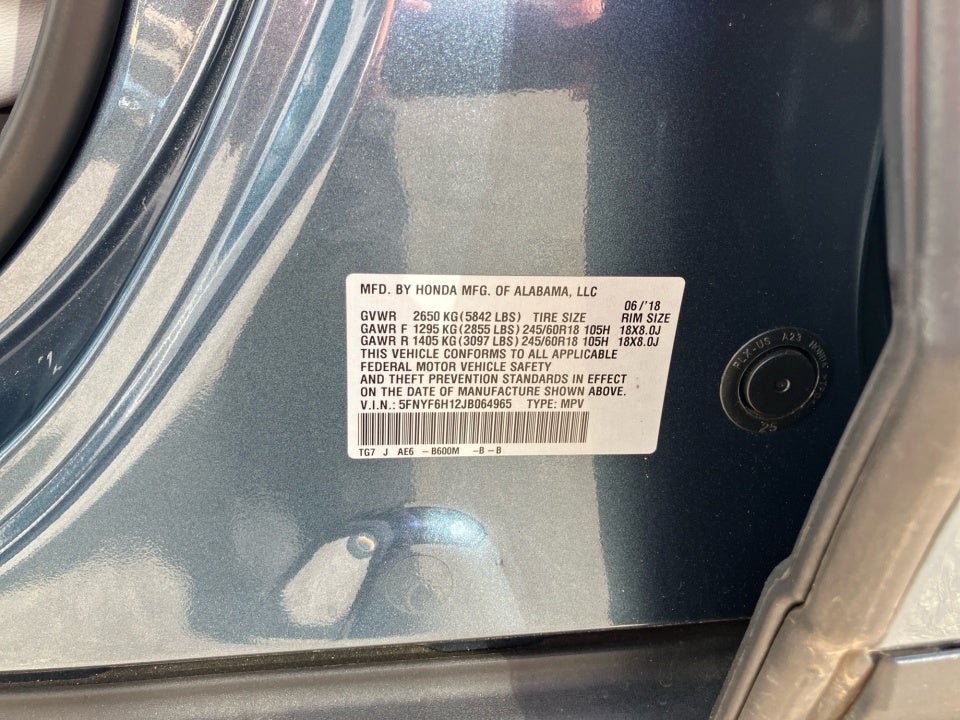 MFD. BY HONDA MFG. OF ALABAMA, LLC
06/'18
GVWR 2650 KG (5842 LBS) TIRE SIZE RIM SIZE
GAWR F 1295 KG (2855 LBS) 245/60R18 105H 18X8.0J
GAWR R 1405 KG (3097 LBS) 245/60R18 105H 18X8.0J
THIS VEHICLE CONFORMS TO ALL APPLICABLE
FEDERAL MOTOR VEHICLE SAFETY
AND THEFT PREVENTION STANDARDS IN EFFECT
ON THE DATE OF MANUFACTURE SHOWN ABOVE.
V.I.N.: 5FNYF6H12JB064965 TYPE: MPV
TG7 J AE6 - B600M - B - B
A23
25